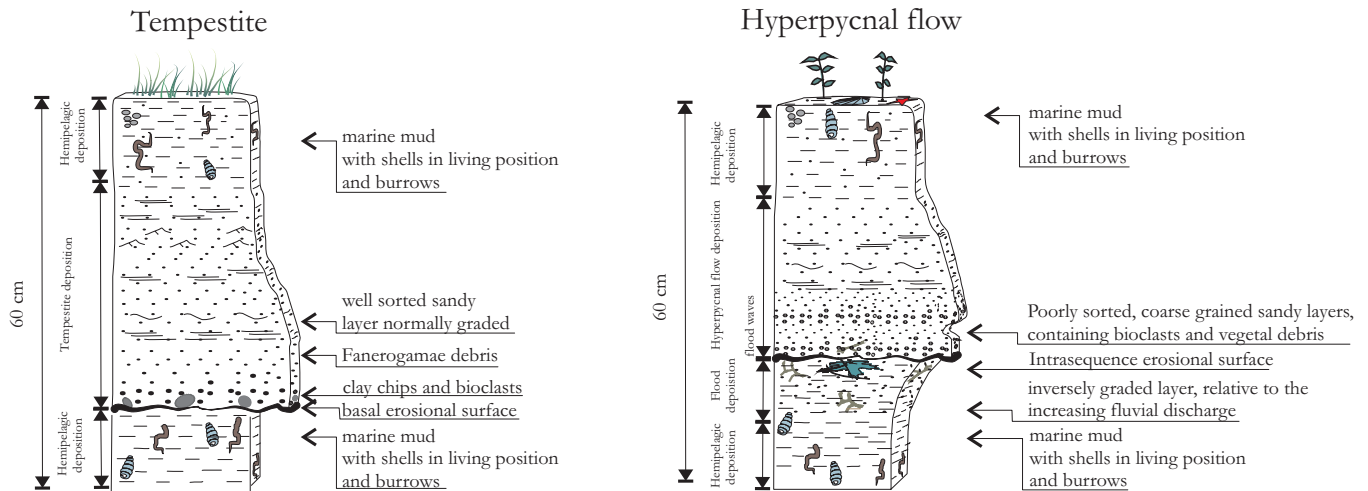 Tempestite
60 cm
Hemipelagic
deposition
Tempestite deposition
Hemipelagic
deposition
marine mud
with shells in living position
and burrows
well sorted sandy
layer normally graded
Fanerogamae debris
clay chips and bioclasts
basal erosional surface
marine mud
with shells in living position
and burrows
Hyperpycnal flow
60 cm
Hemipelagic
deposition
Hyperpycnal flow deposition
flood waves
Flood
depoistion
Hemipelagic
deposition
marine mud
with shells in living position
and burrows
Poorly sorted, coarse grained sandy layers,
containing bioclasts and vegetal debris
Intrasequence erosional surface
inversely graded layer, relative to the
increasing fluvial discharge
marine mud
with shells in living position
and burrows